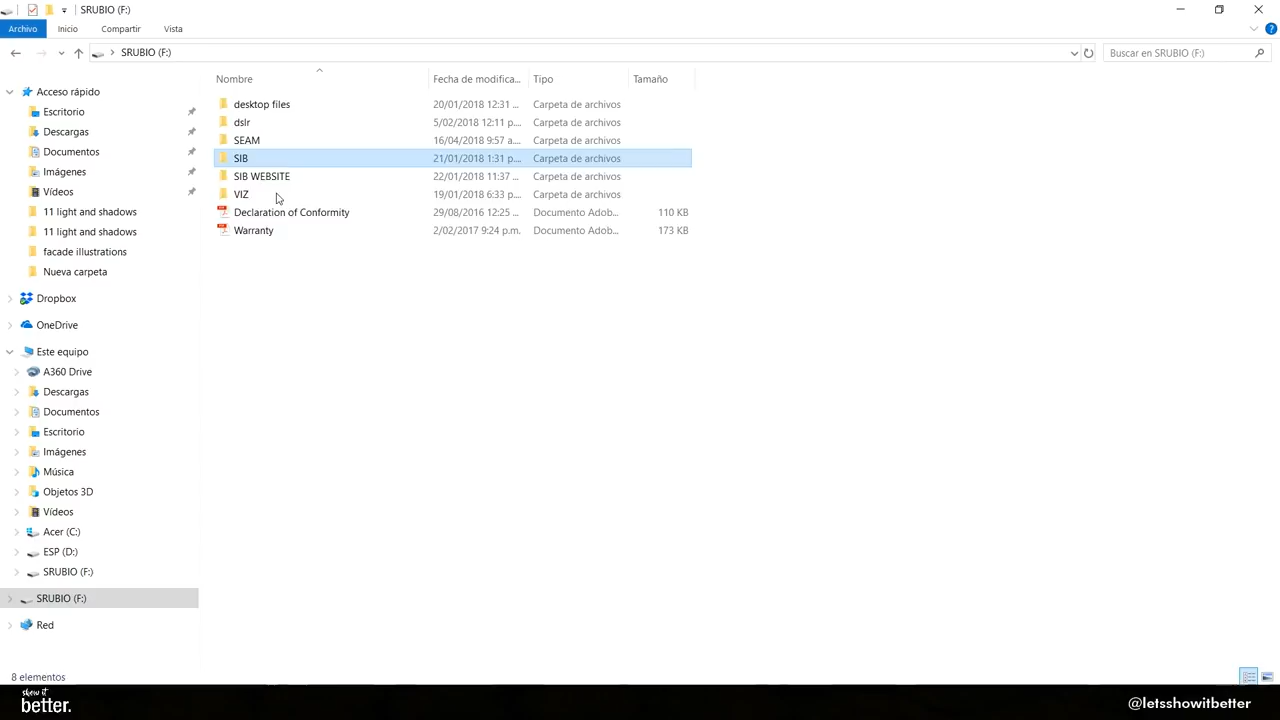 SRUBIO (F:)
Archivo Inicio Compartir Vista
SRUBIO (F:) Buscar en SRUBIO (F:)
Acceso rápido
Escritorio
Descargas
Documentos
Imágenes
Vídeos
11 light and shadows
11 light and shadows
facade illustrations
Nueva carpeta
Dropbox
OneDrive
Este equipo
A360 Drive
Descargas
Documentos
Escritorio
Imágenes
Música
Objetos 3D
Vídeos
Acer (C:)
ESP (D:)
SRUBIO (F:)
SRUBIO (F:)
Red
Nombre Fecha de modifica... Tipo Tamaño
desktop files 20/01/2018 12:31 ... Carpeta de archivos
dslr 5/02/2018 12:11 p.... Carpeta de archivos
SEAM 16/04/2018 9:57 a.... Carpeta de archivos
SIB 21/01/2018 1:31 p.... Carpeta de archivos
SIB WEBSITE 22/01/2018 11:37 ... Carpeta de archivos
VIZ 19/01/2018 6:33 p.... Carpeta de archivos
Declaration of Conformity 29/08/2016 12:25 ... Documento Adob... 110 KB
Warranty 2/02/2017 9:24 p.m. Documento Adob... 173 KB
8 elementos
show it
better.
@letsshowitbetter